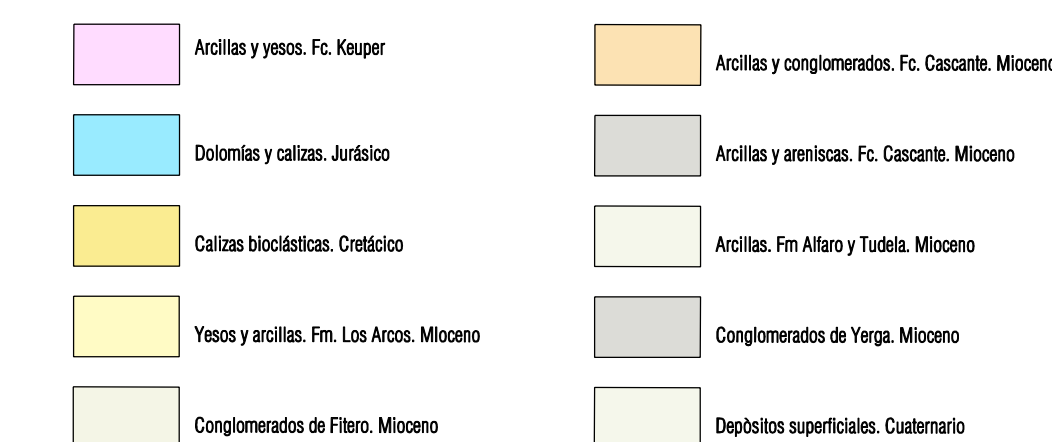 Arcillas y yesos. Fc. Keuper
Dolomías y calizas. Jurásico
Calizas bioclásticas. Cretácico
Yesos y arcillas. Fm. Los Arcos. MIoceno
Conglomerados de Fitero. Mioceno
Arcillas y conglomerados. Fc. Cascante. Mioceno
Arcillas y areniscas. Fc. Cascante. Mioceno
Arcillas. Fm Alfaro y Tudela. Mioceno
Conglomerados de Yerga. Mioceno
Depòsitos superficiales. Cuaternario